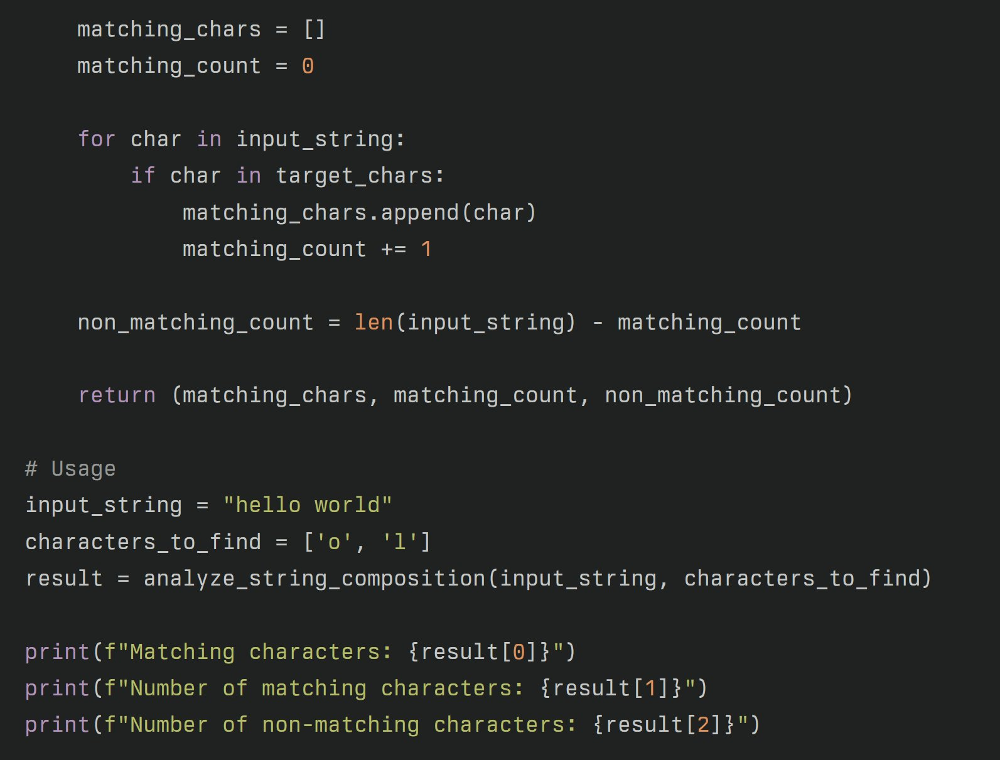 matching_chars = []
    matching_count = 0

    for char in input_string:
        if char in target_chars:
            matching_chars.append(char)
            matching_count += 1

    non_matching_count = len(input_string) - matching_count

    return (matching_chars, matching_count, non_matching_count)

# Usage
input_string = "hello world"
characters_to_find = ['o', 'l']
result = analyze_string_composition(input_string, characters_to_find)

print(f"Matching characters: {result[0]}")
print(f"Number of matching characters: {result[1]}")
print(f"Number of non-matching characters: {result[2]}")